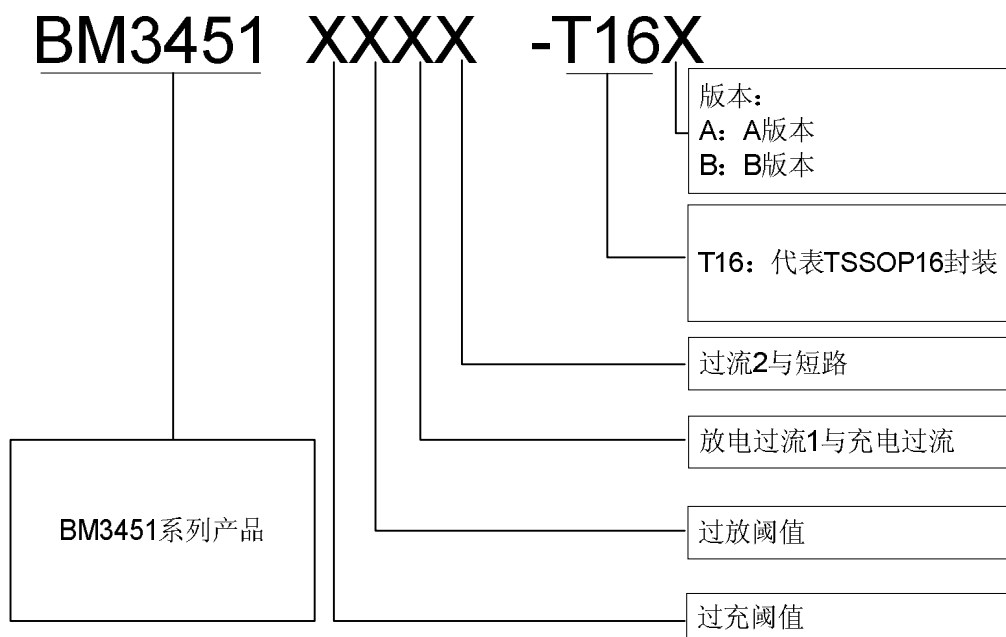 BM3451 XXXX -T16X
版本：
A：A版本
B：B版本
T16：代表TSSOP16封装
过流2与短路
放电过流1与充电过流
BM3451系列产品
过放阈值
过充阈值